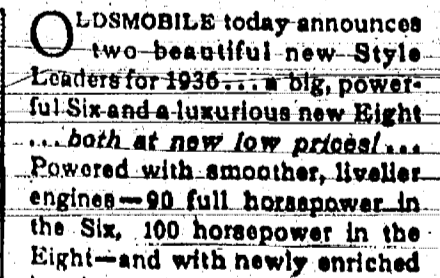 OLDSMOBILE today announces
two beautiful new Style
Leaders for 1936...a big, power-
ful Six and a luxurious new Eight
...both at new low prices!...
Powered with smoother, livelier
engines—90 full horsepower in
the Six, 100 horsepower in the
Eight—and with newly enriched